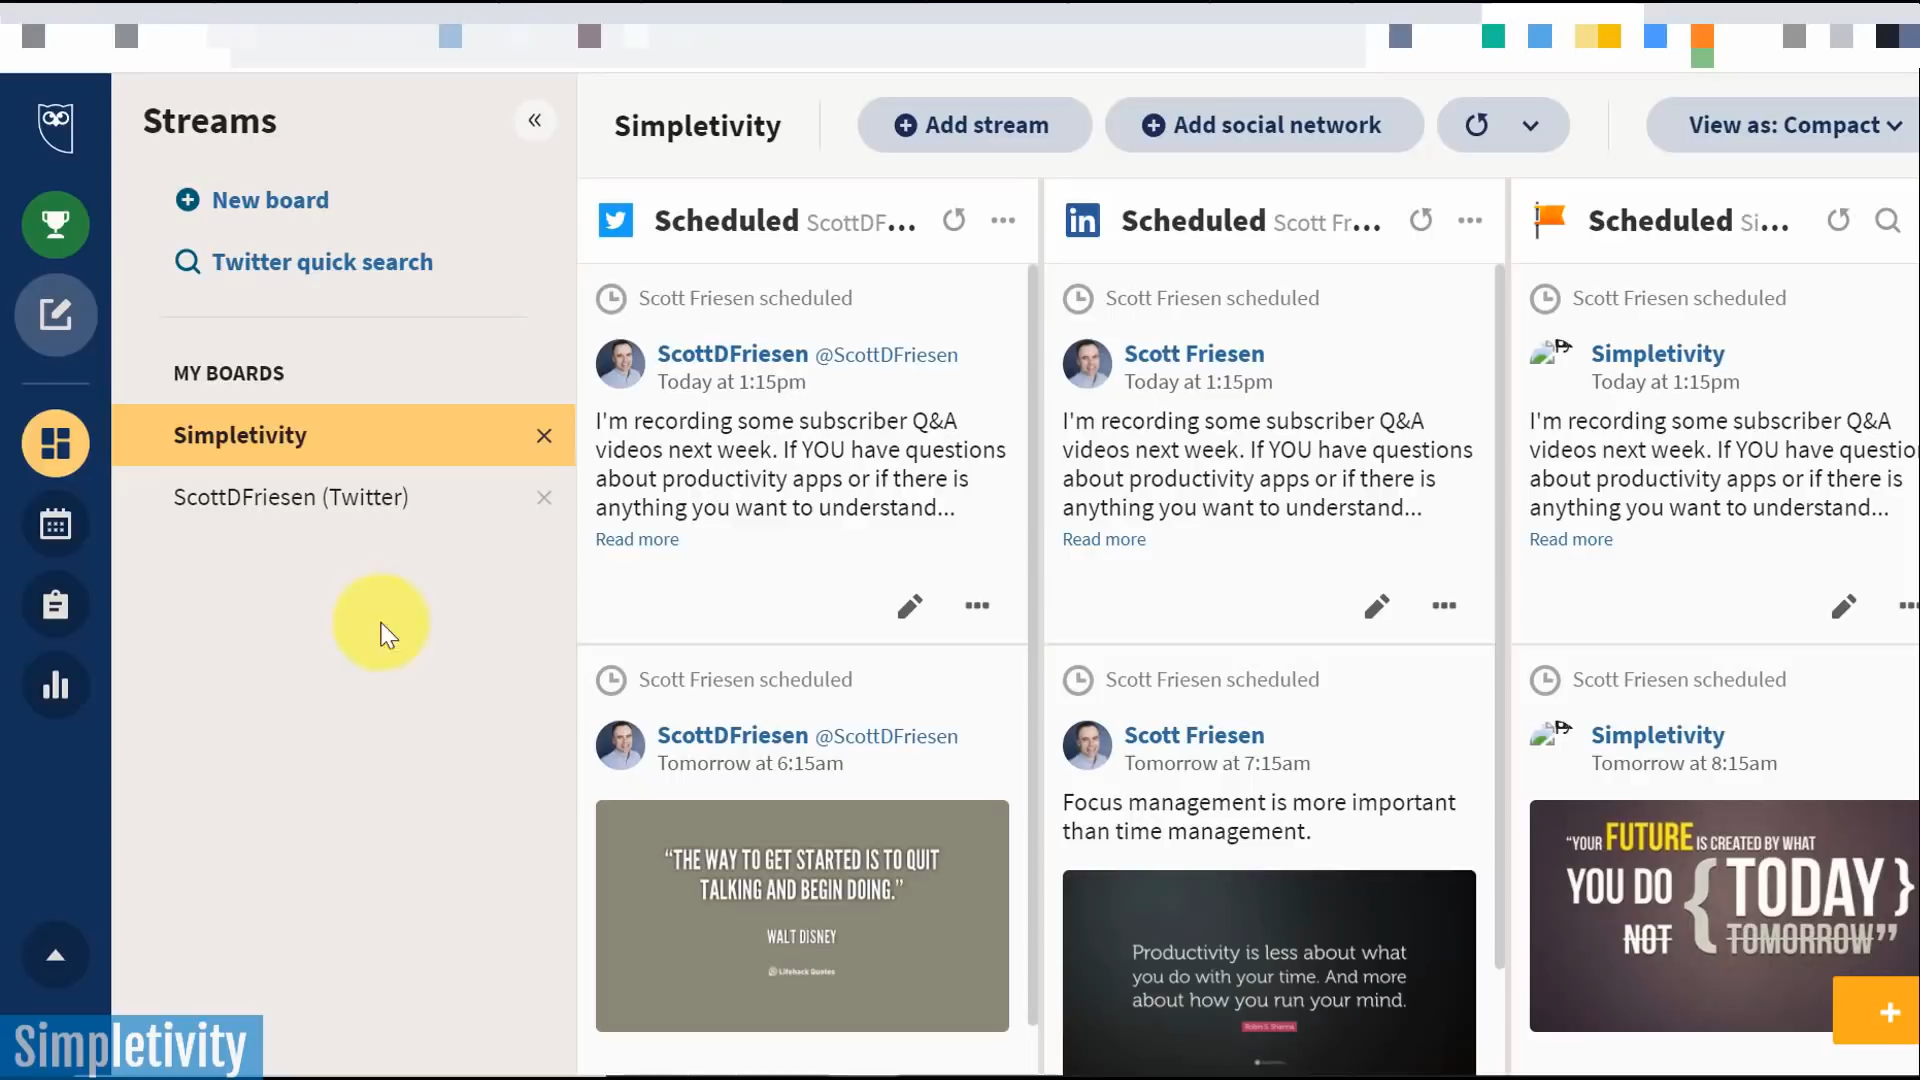 Streams
«
New board
Twitter quick search
MY BOARDS
Simpletivity
ScottDFriesen (Twitter)
Simpletivity
Add stream
Add social network
View as: Compact
Scheduled ScottDF...
Scott Friesen scheduled
ScottDFriesen @ScottDFriesen
Today at 1:15pm
I'm recording some subscriber Q&A
videos next week. If YOU have questions
about productivity apps or if there is
anything you want to understand...
Read more
Scott Friesen scheduled
ScottDFriesen @ScottDFriesen
Tomorrow at 6:15am
“THE WAY TO GET STARTED IS TO QUIT
TALKING AND BEGIN DOING.”
WALT DISNEY
Lifehack Quotes
in
Scheduled Scott Fr...
Scott Friesen scheduled
Scott Friesen
Today at 1:15pm
I'm recording some subscriber Q&A
videos next week. If YOU have questions
about productivity apps or if there is
anything you want to understand...
Read more
Scott Friesen scheduled
Scott Friesen
Tomorrow at 7:15am
Focus management is more important
than time management.
Productivity is less about what
you do with your time. And more
about how you run your mind.
Robin S. Sharma
Scheduled Si...
Scott Friesen scheduled
Simpletivity
Today at 1:15pm
I'm recording some subscriber Q&A
videos next week. If YOU have questio
about productivity apps or if there is
anything you want to understand...
Read more
Scott Friesen scheduled
Simpletivity
Tomorrow at 8:15am
“YOUR FUTURE IS CREATED BY WHAT
YOU DO { TODAY }
NOT TOMORROW”
Simpletivity